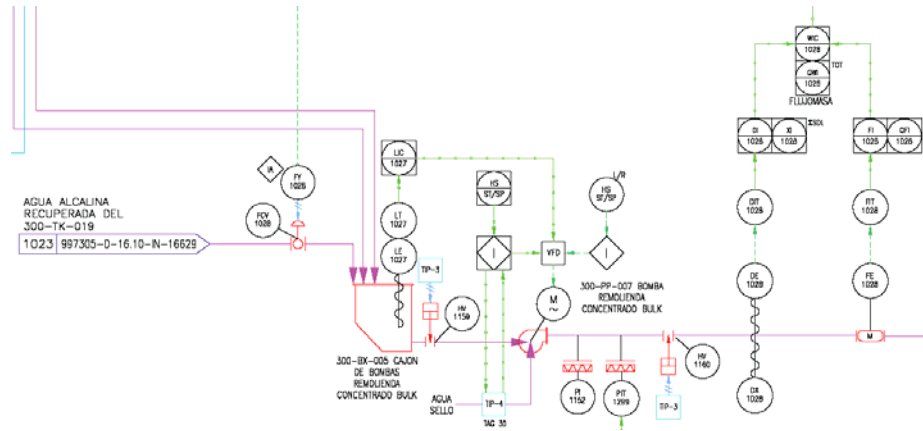 WIC
1028
QWI
1028
TOT
FLUJOMASA
DI
1028
XI
1028
%SOL
FI
1028
QFI
1028
LIC
1027
HS
ST/SP
L/R
HS
ST/SP
IA
FY
1028
FCV
1028
LT
1027
LE
1027
DIT
1028
FIT
1028
AGUA ALCALINA
RECUPERADA DEL
300-TK-019
1023 997305-D-16.10-IN-16629
TIP-3
HV
1159
I
VFD
I
M
~
300-PP-007 BOMBA
REMOLIENDA
CONCENTRADO BULK
DE
1028
FE
1028
M
300-BX-005 CAJON
DE BOMBAS
REMOLIENDA
CONCENTRADO BULK
AGUA
SELLO
TIP-4
TAG 30
PI
1152
PIT
1299
TIP-3
HV
1160
DX
1028